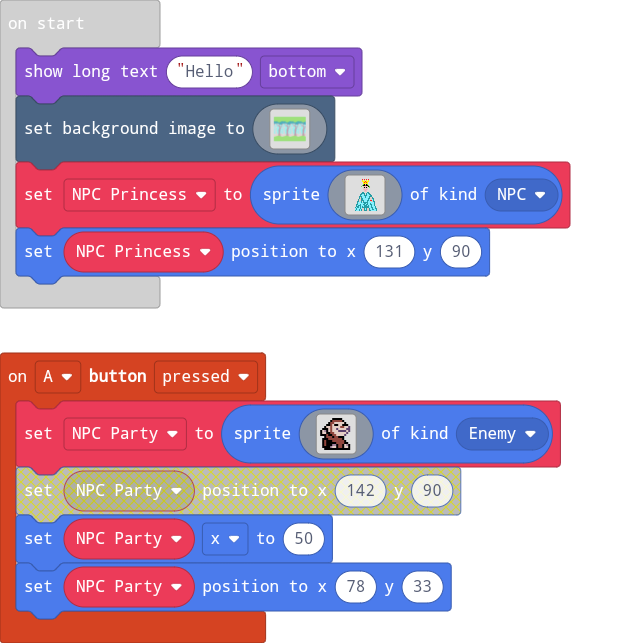 on start
show long text "Hello" bottom
set background image to
set NPC Princess to sprite of kind NPC
set NPC Princess position to x 131 y 90
on A button pressed
set NPC Party to sprite of kind Enemy
set NPC Party position to x 142 y 90
set NPC Party x to 50
set NPC Party position to x 78 y 33